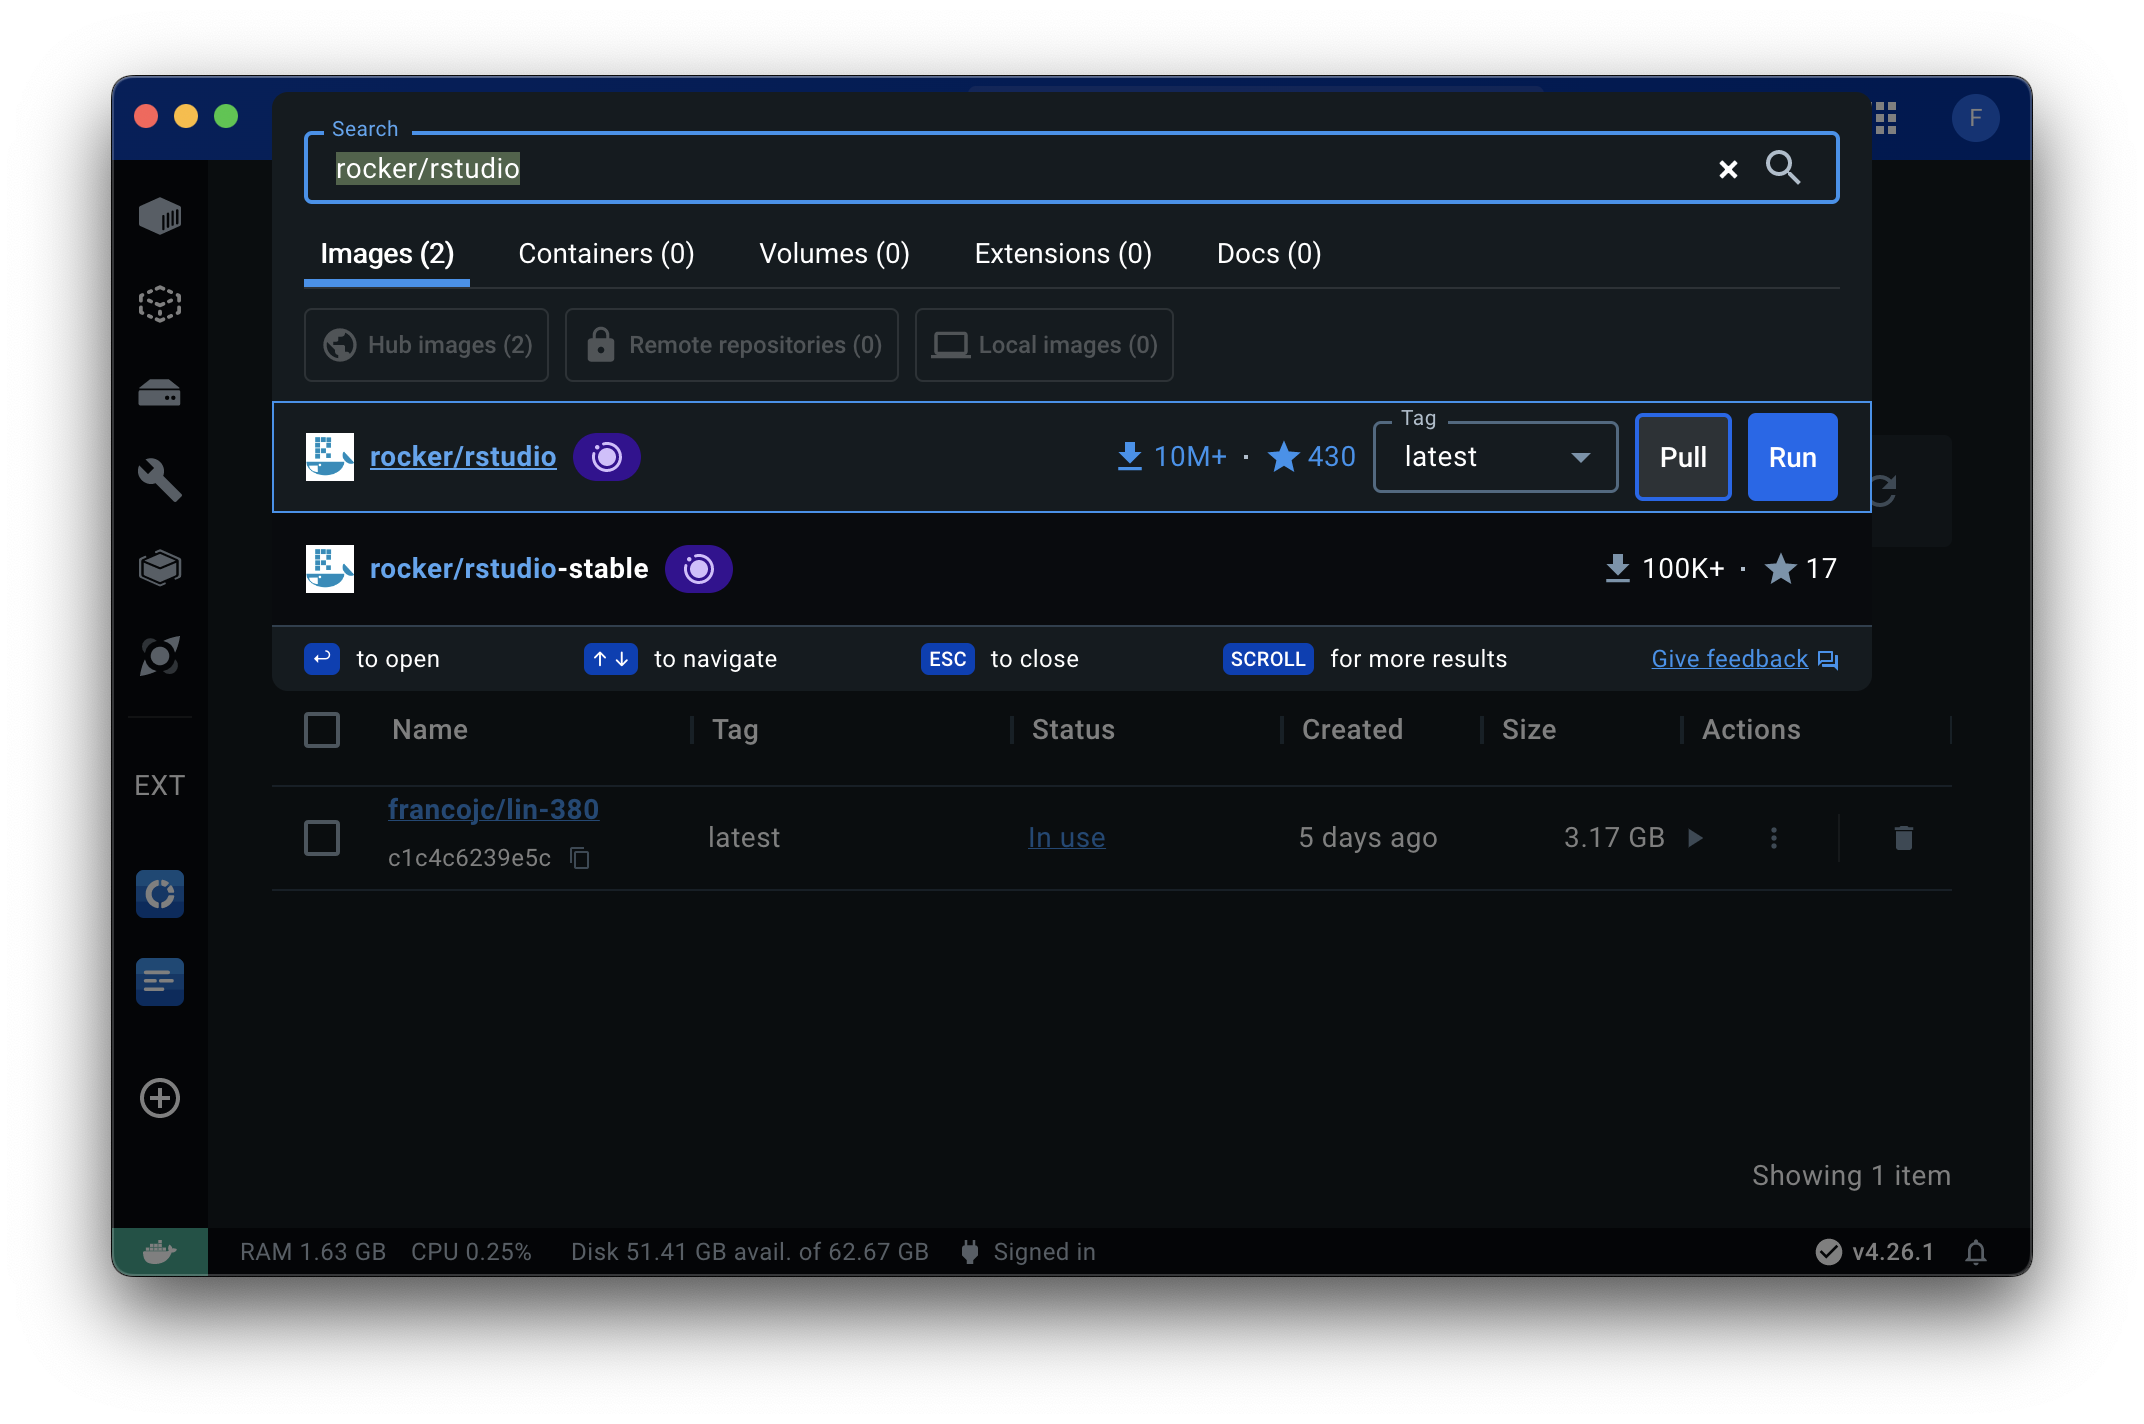 F
Search
rocker/rstudio
Images (2) Containers (0) Volumes (0) Extensions (0) Docs (0)
Hub images (2) Remote repositories (0) Local images (0)
rocker/rstudio 10M+ · 430 Tag latest Pull Run
rocker/rstudio-stable 100K+ · 17
to open to navigate ESC to close SCROLL for more results Give feedback
Name Tag Status Created Size Actions
EXT
francojc/lin-380
c1c4c6239e5c latest In use 5 days ago 3.17 GB
Showing 1 item
RAM 1.63 GB CPU 0.25% Disk 51.41 GB avail. of 62.67 GB Signed in v4.26.1